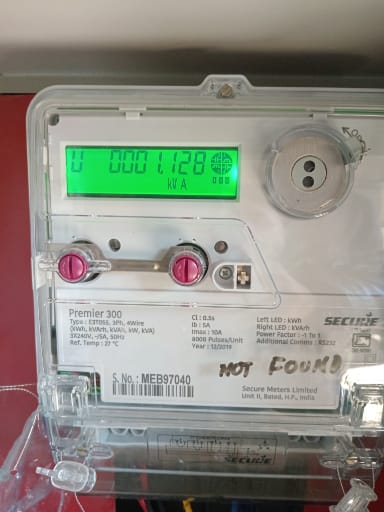 U 0001.128
kVA
Premier 300
Type : E3T055, 3Ph, 4Wire
(kWh, kVArh, kVAh, kW, kVA)
3X240V, -/5A, 50Hz
Ref. Temp : 27 °C
Cl : 0.5s
Ib : 5A
Imax : 10A
8000 Pulses/Unit
Year : 12/2019
Left LED : kWh
Right LED : kVArh
Power Factor : -1 To 1
Additional Comms : RS232
SECURE
S. No. : MEB97040
NOT FOUND
Secure Meters Limited
Unit II, Barod, H.P., India
SECURE